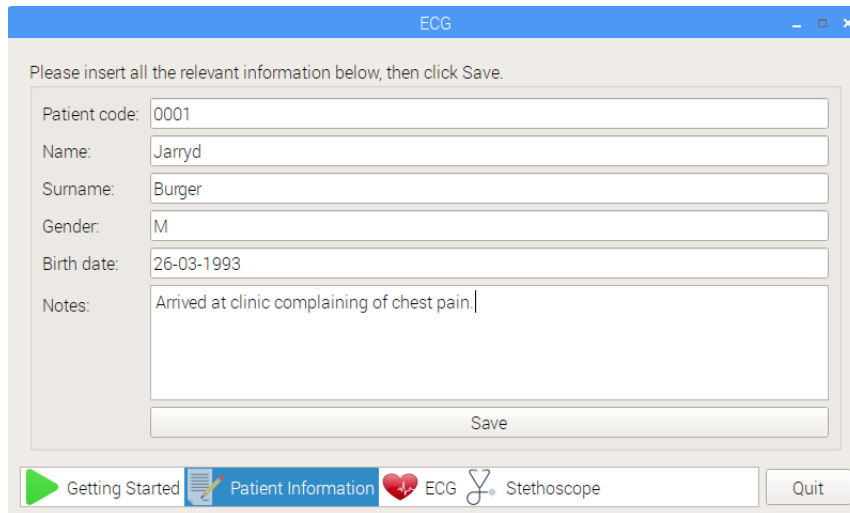 ECG
Please insert all the relevant information below, then click Save.
Patient code: 0001
Name: Jarryd
Surname: Burger
Gender: M
Birth date: 26-03-1993
Notes: Arrived at clinic complaining of chest pain.
Save
Getting Started Patient Information ECG Stethoscope Quit